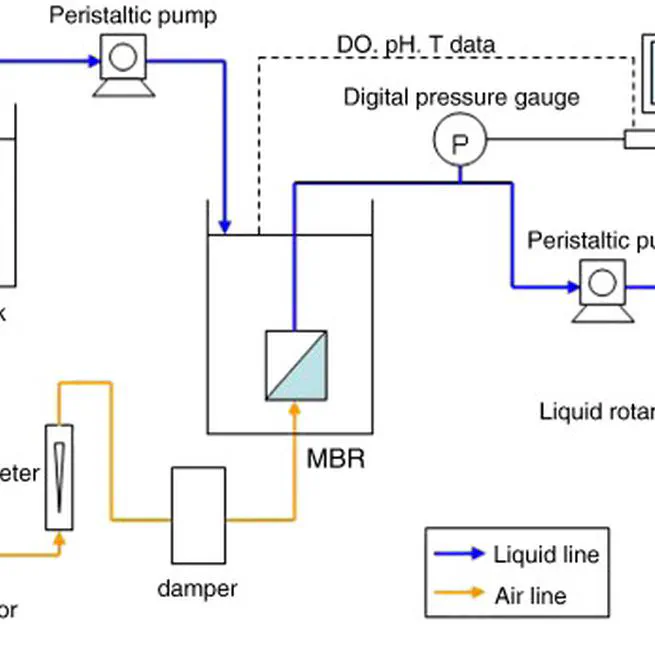 Peristaltic pump
DO. pH. T data
Digital pressure gauge
P
Peristaltic pu
k
Liquid rotar
eter
MBR
damper
Liquid line
Air line
or